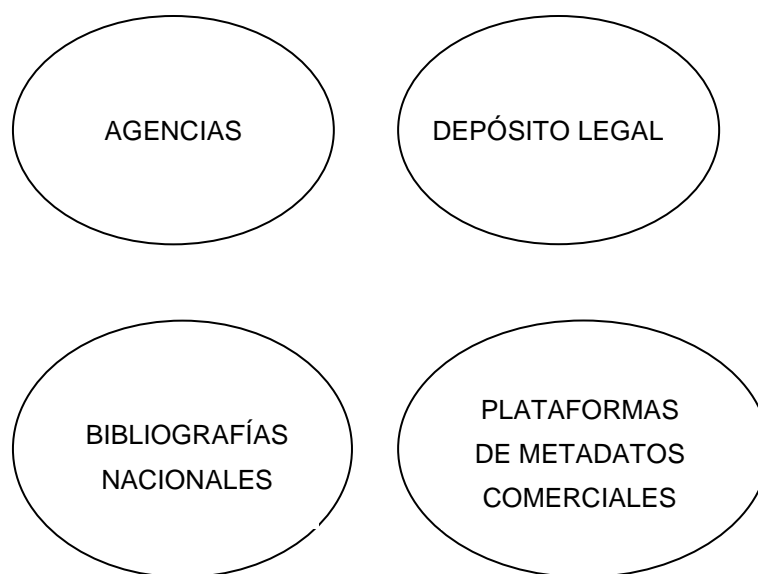 AGENCIAS
DEPÓSITO LEGAL
BIBLIOGRAFÍAS
NACIONALES
PLATAFORMAS
DE METADATOS
COMERCIALES